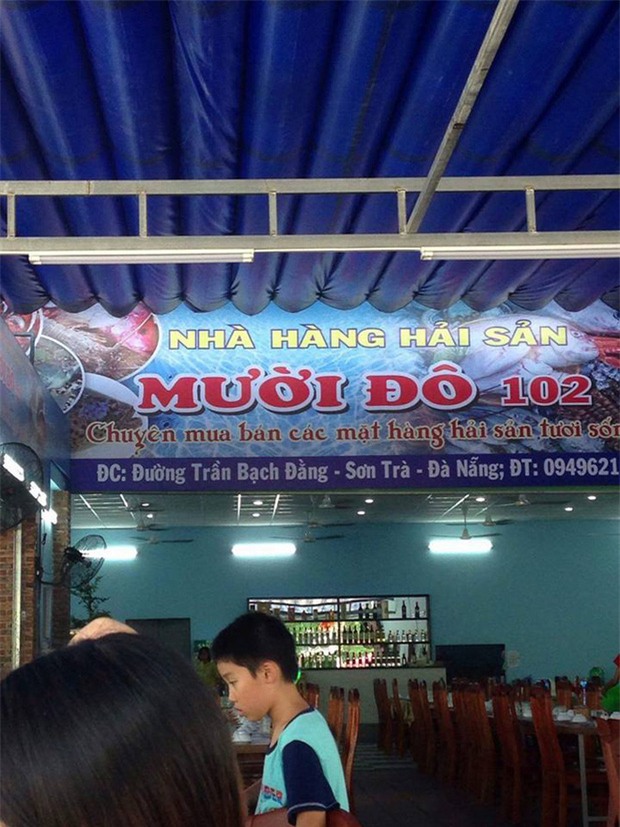 NHÀ HÀNG HẢI SẢN
MƯỜI ĐÔ 102
Chuyên mua bán các mặt hàng hải sản tươi
ĐC: Đường Trần Bạch Đằng - Sơn Trà - Đà Nẵng; ĐT: 0949621